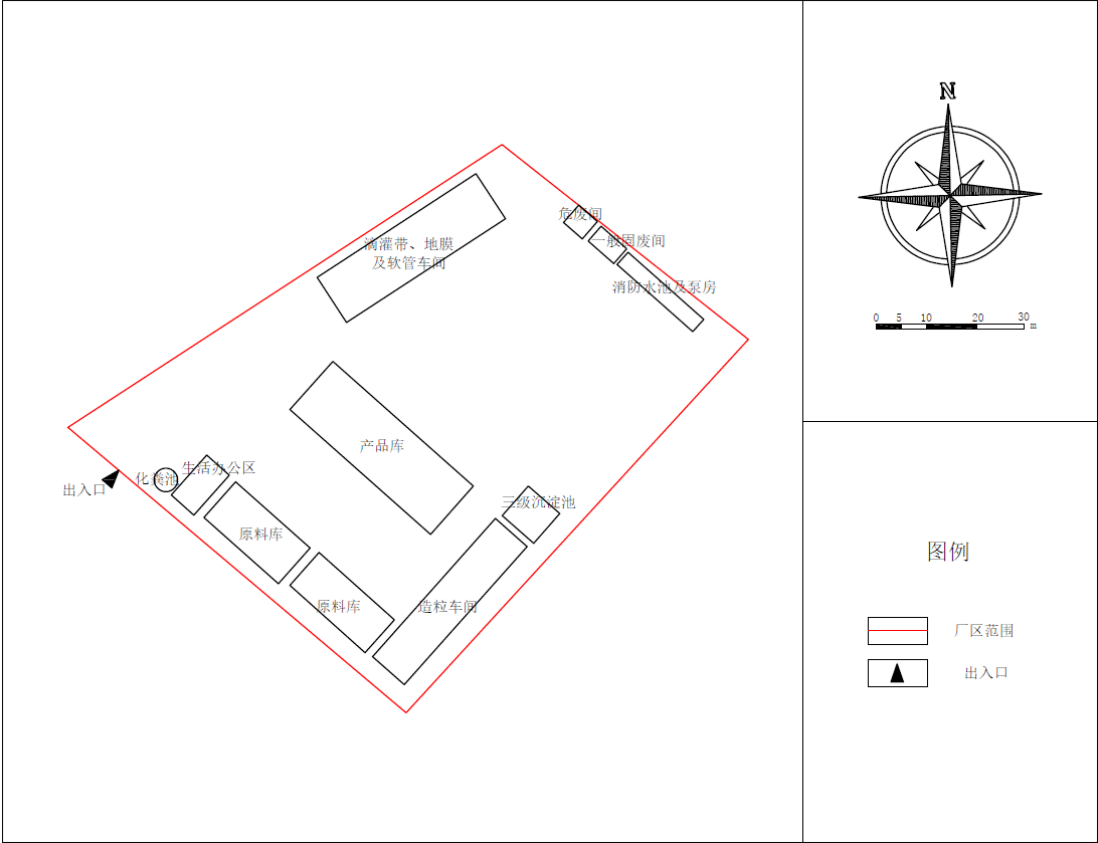 N
危废间
一般固废间
滴灌带、地膜
及软管车间
消防水池及泵房
0 5 10 20 30 m
产品库
生活办公区
化粪池
出入口
三级沉淀池
原料库
原料库
造粒车间
图例
厂区范围
出入口